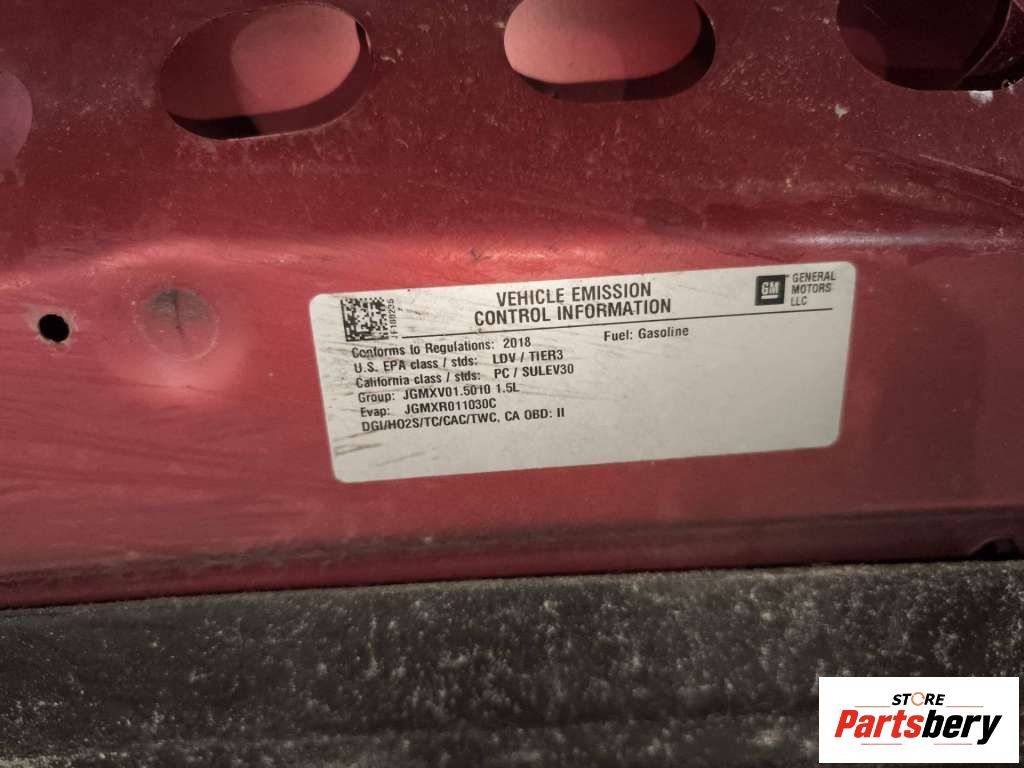 VEHICLE EMISSION
CONTROL INFORMATION
GM GENERAL
MOTORS
LLC
Conforms to Regulations: 2018 Fuel: Gasoline
U.S. EPA class / stds: LDV / TIER3
California class / stds: PC / SULEV30
Group: JGMXV01.5010 1.5L
Evap: JGMXR011030C
DGI/HO2S/TC/CAC/TWC, CA OBD: II
STORE
Partsbery